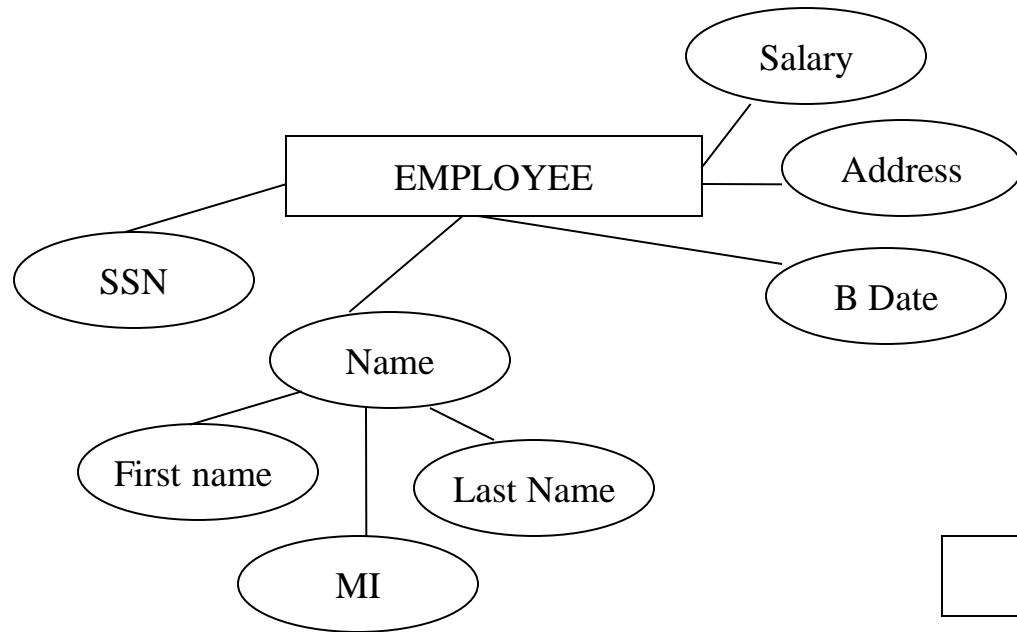 Salary
EMPLOYEE
Address
SSN
B Date
Name
First name
Last Name
MI